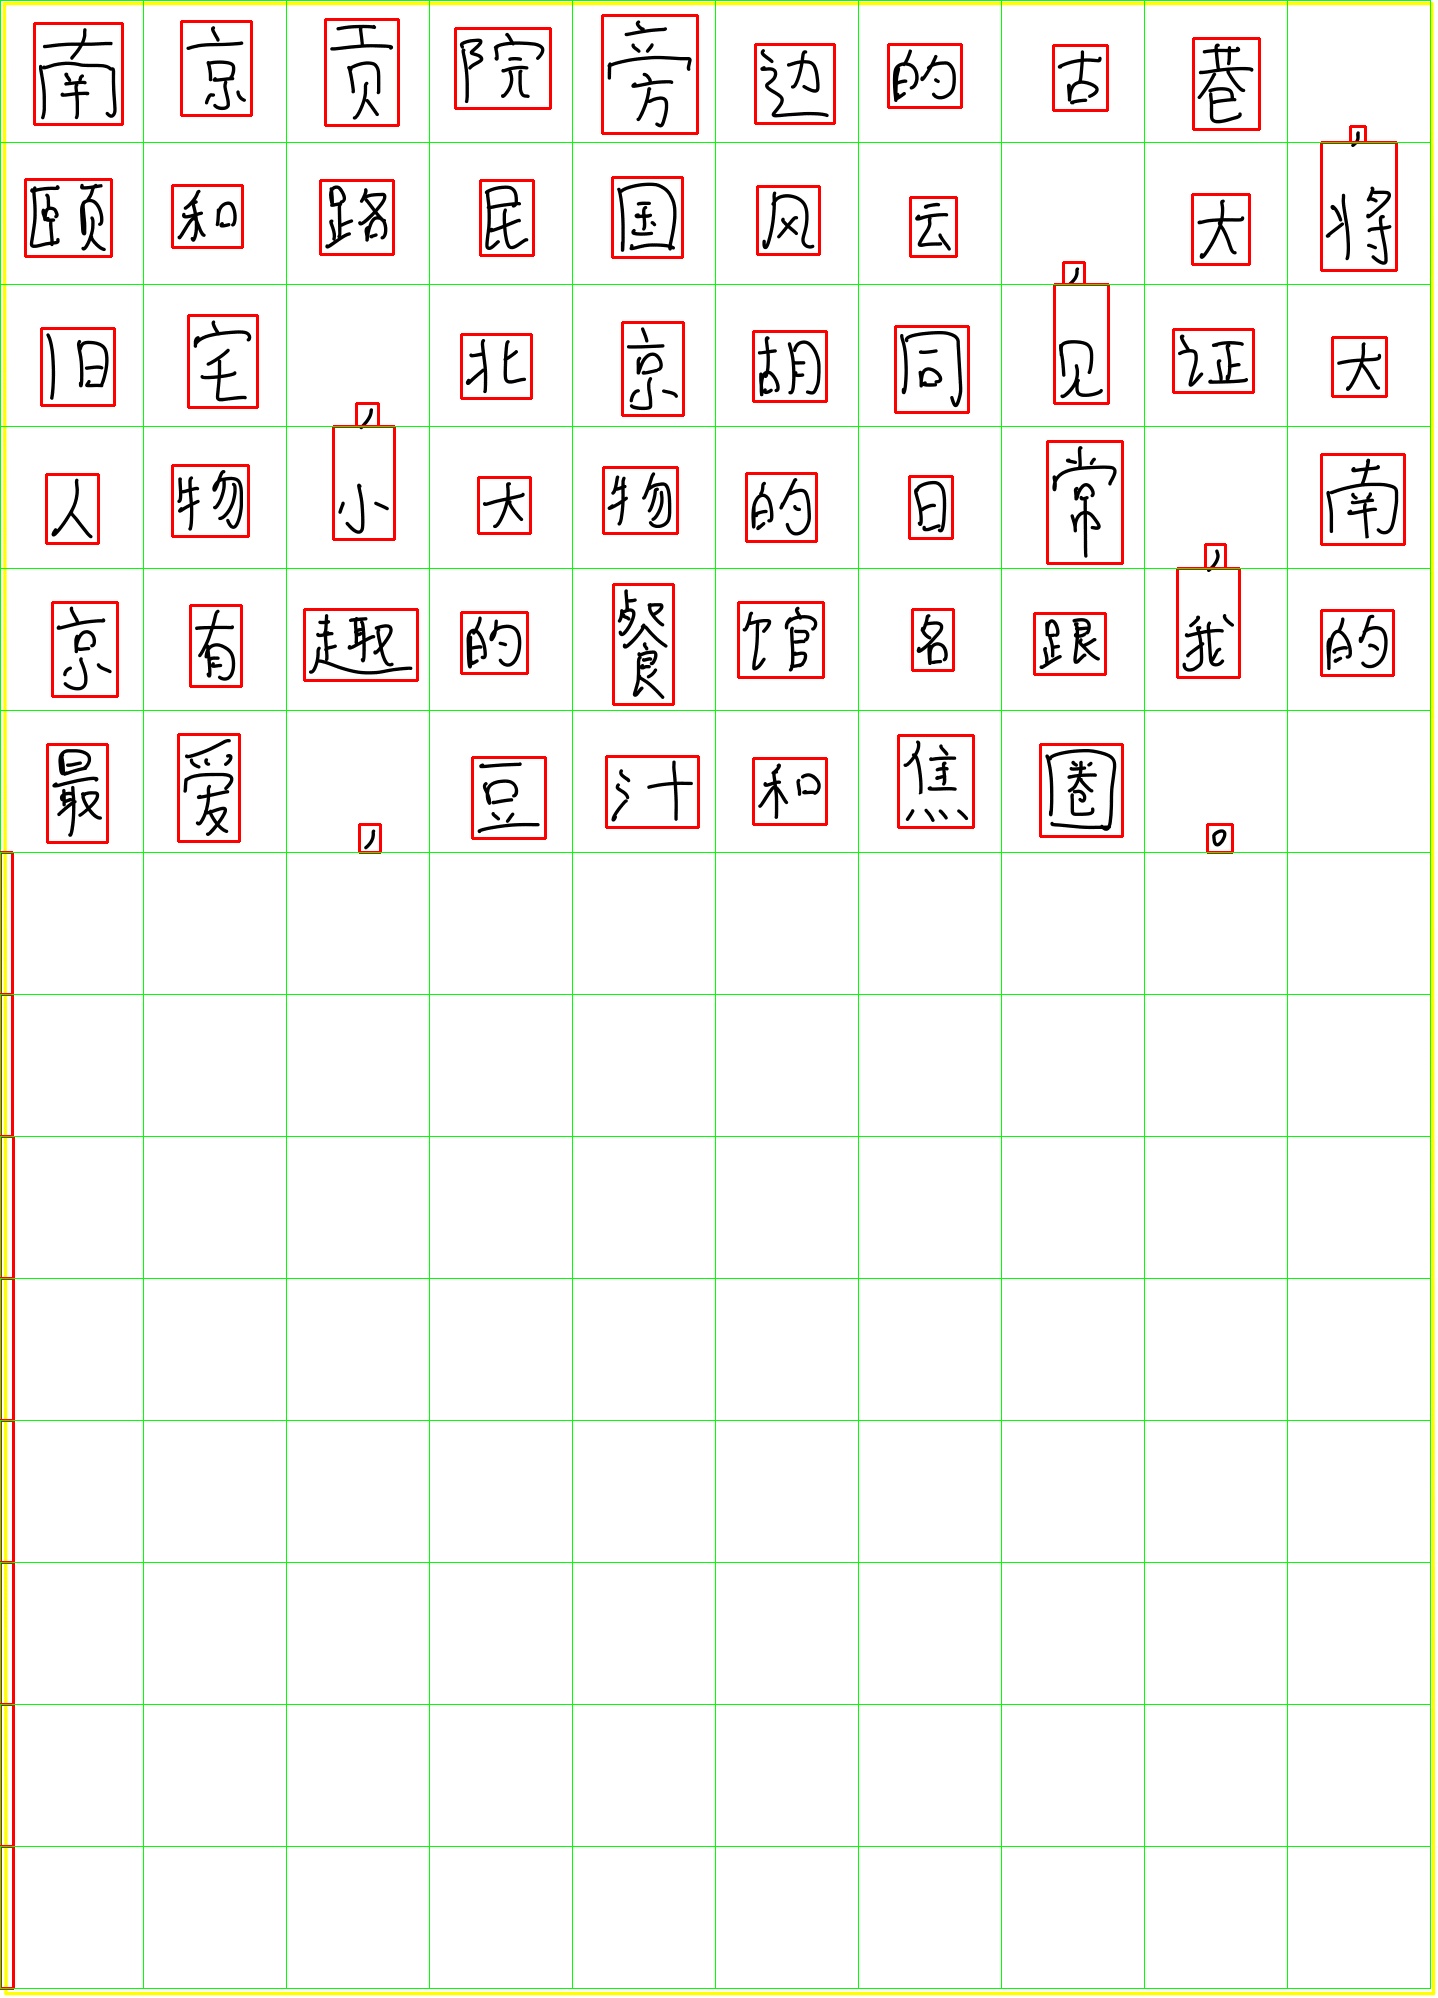 南京贡院旁边的古巷，
颐和路民国风云，大将
旧宅，北京胡同见证大
人物，小大物的日常，南
京有趣的餐馆名跟我的
最爱，豆汁和焦圈。